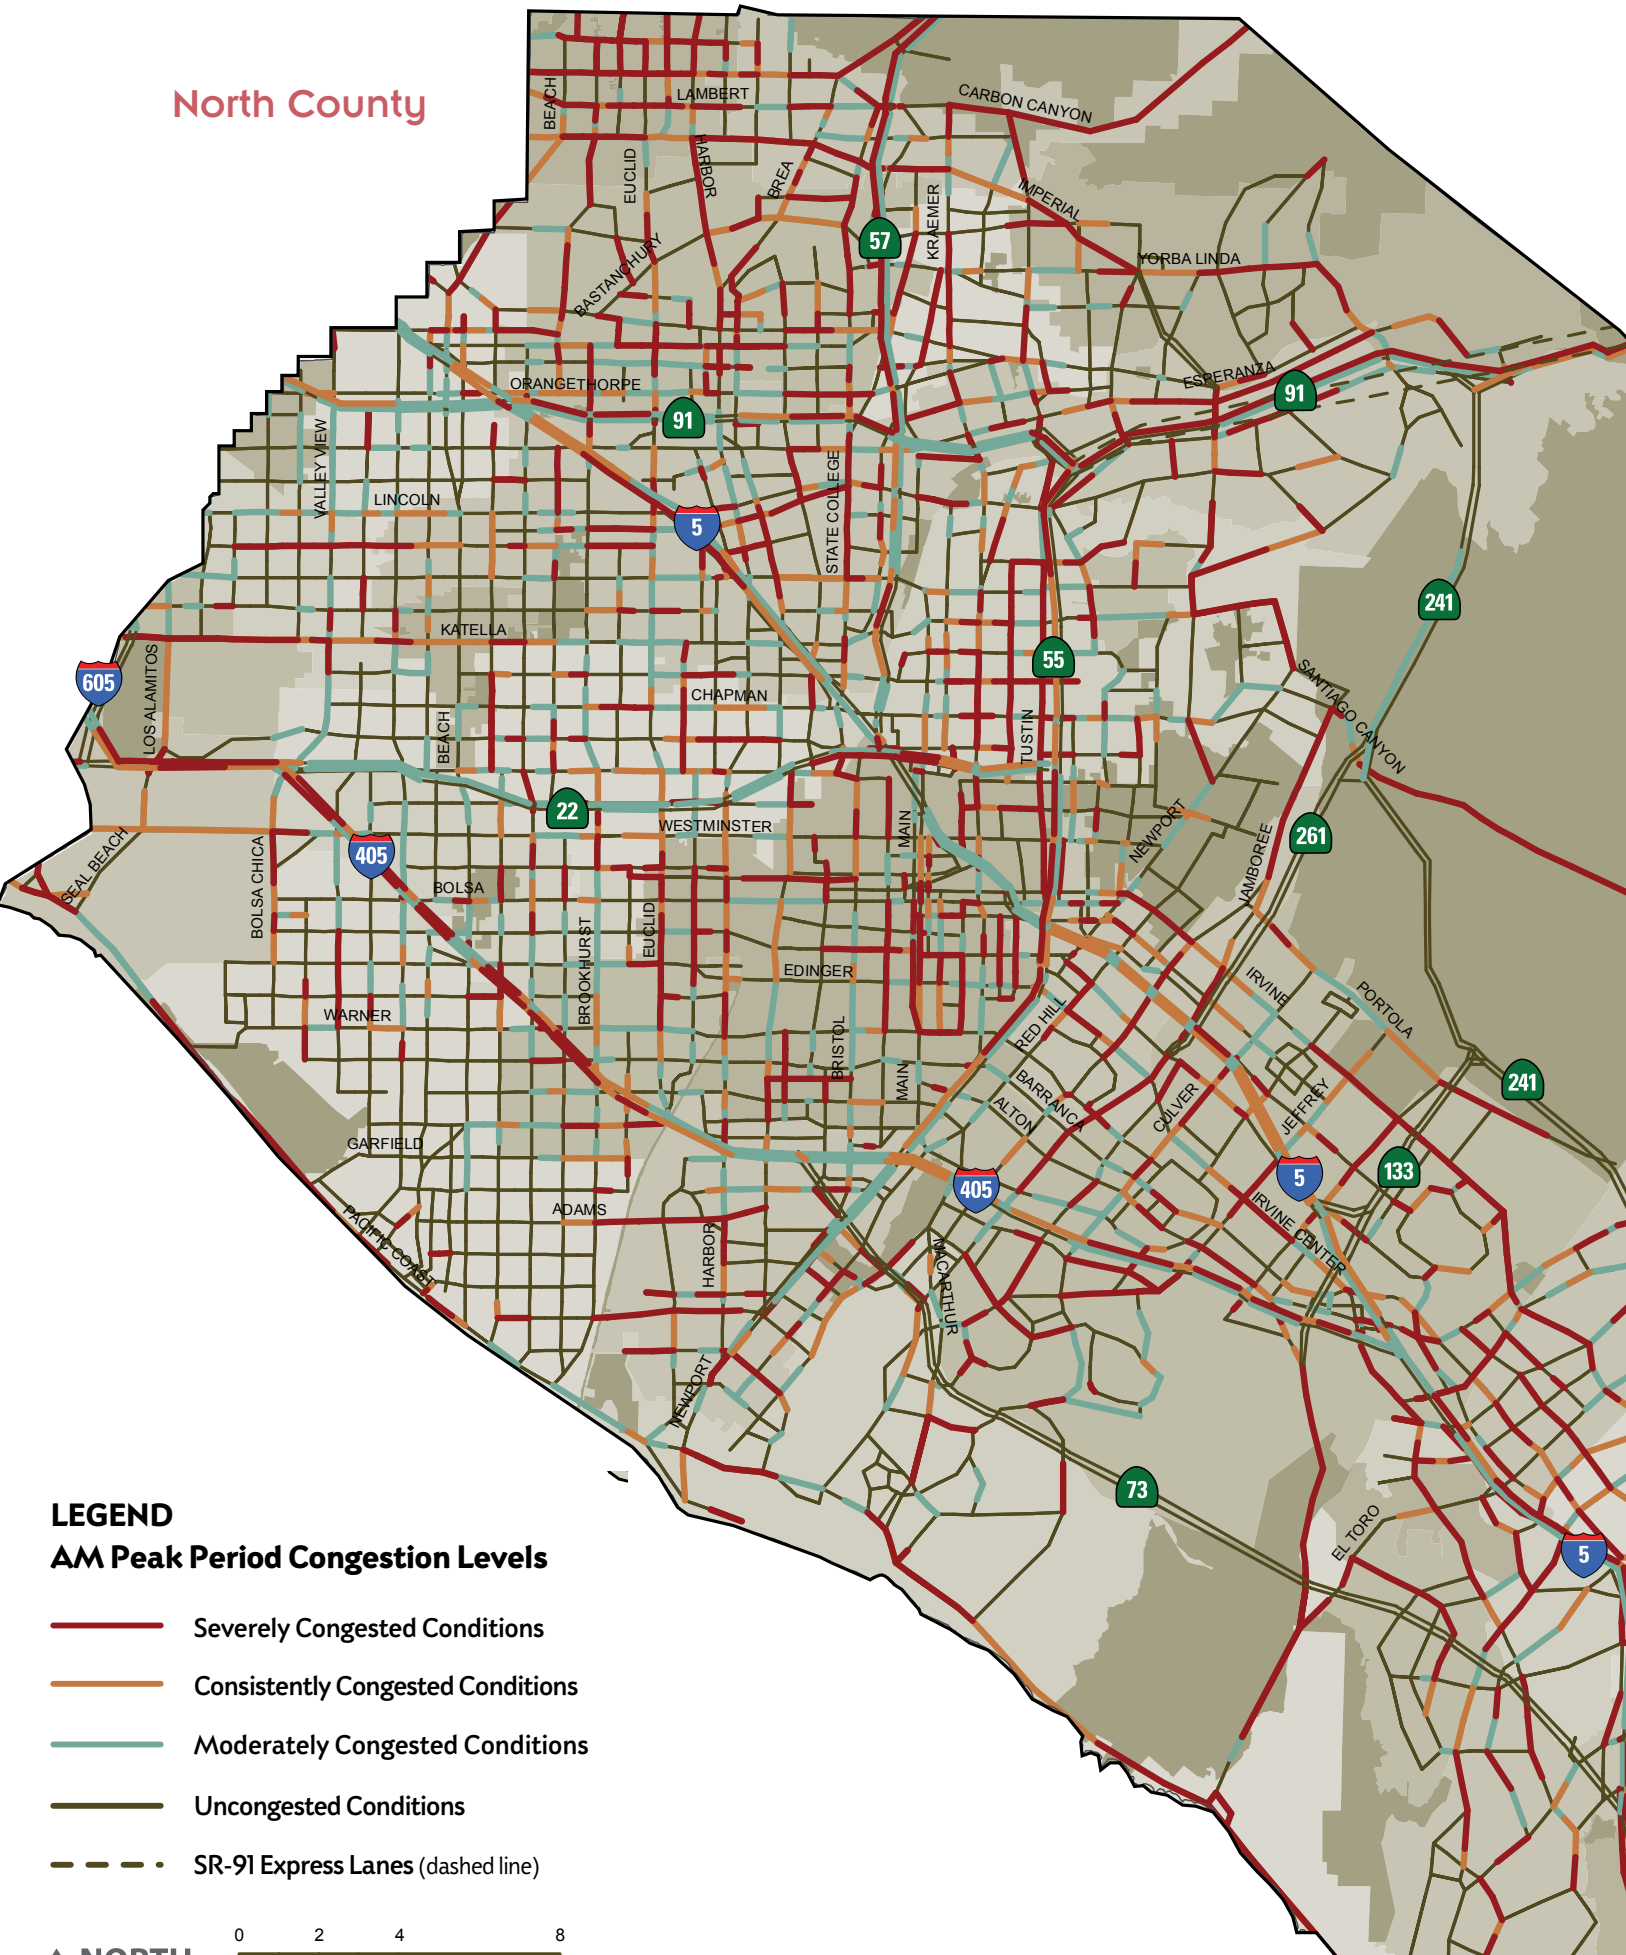 North County
LAMBERT
CARBON CANYON
BEACH
EUCLID
HARBOR
BREA
KRAEMER
IMPERIAL
57
BASTANCHURY
YORBA LINDA
ORANGETHORPE
ESPERANZA
91
91
VALLEY VIEW
LINCOLN
STATE COLLEGE
5
241
KATELLA
55
605
LOS ALAMITOS
CHAPMAN
SANTIAGO CANYON
BEACH
TUSTIN
22
WESTMINSTER
MAIN
NEWPORT
261
405
JAMBOREE
SEAL BEACH
BOLSA CHICA
BOLSA
BROOKHURST
EUCLID
EDINGER
IRVINE
PORTOLA
WARNER
RED HILL
BRISTOL
MAIN
BARRANCA
ALTON
CULVER
JEFFREY
241
GARFIELD
133
5
405
ADAMS
PACIFIC COAST
HARBOR
MACARTHUR
IRVINE CENTER
NEWPORT
73
EL TORO
5
LEGEND
AM Peak Period Congestion Levels
Severely Congested Conditions
Consistently Congested Conditions
Moderately Congested Conditions
Uncongested Conditions
SR-91 Express Lanes (dashed line)
0 2 4 8
NORTH